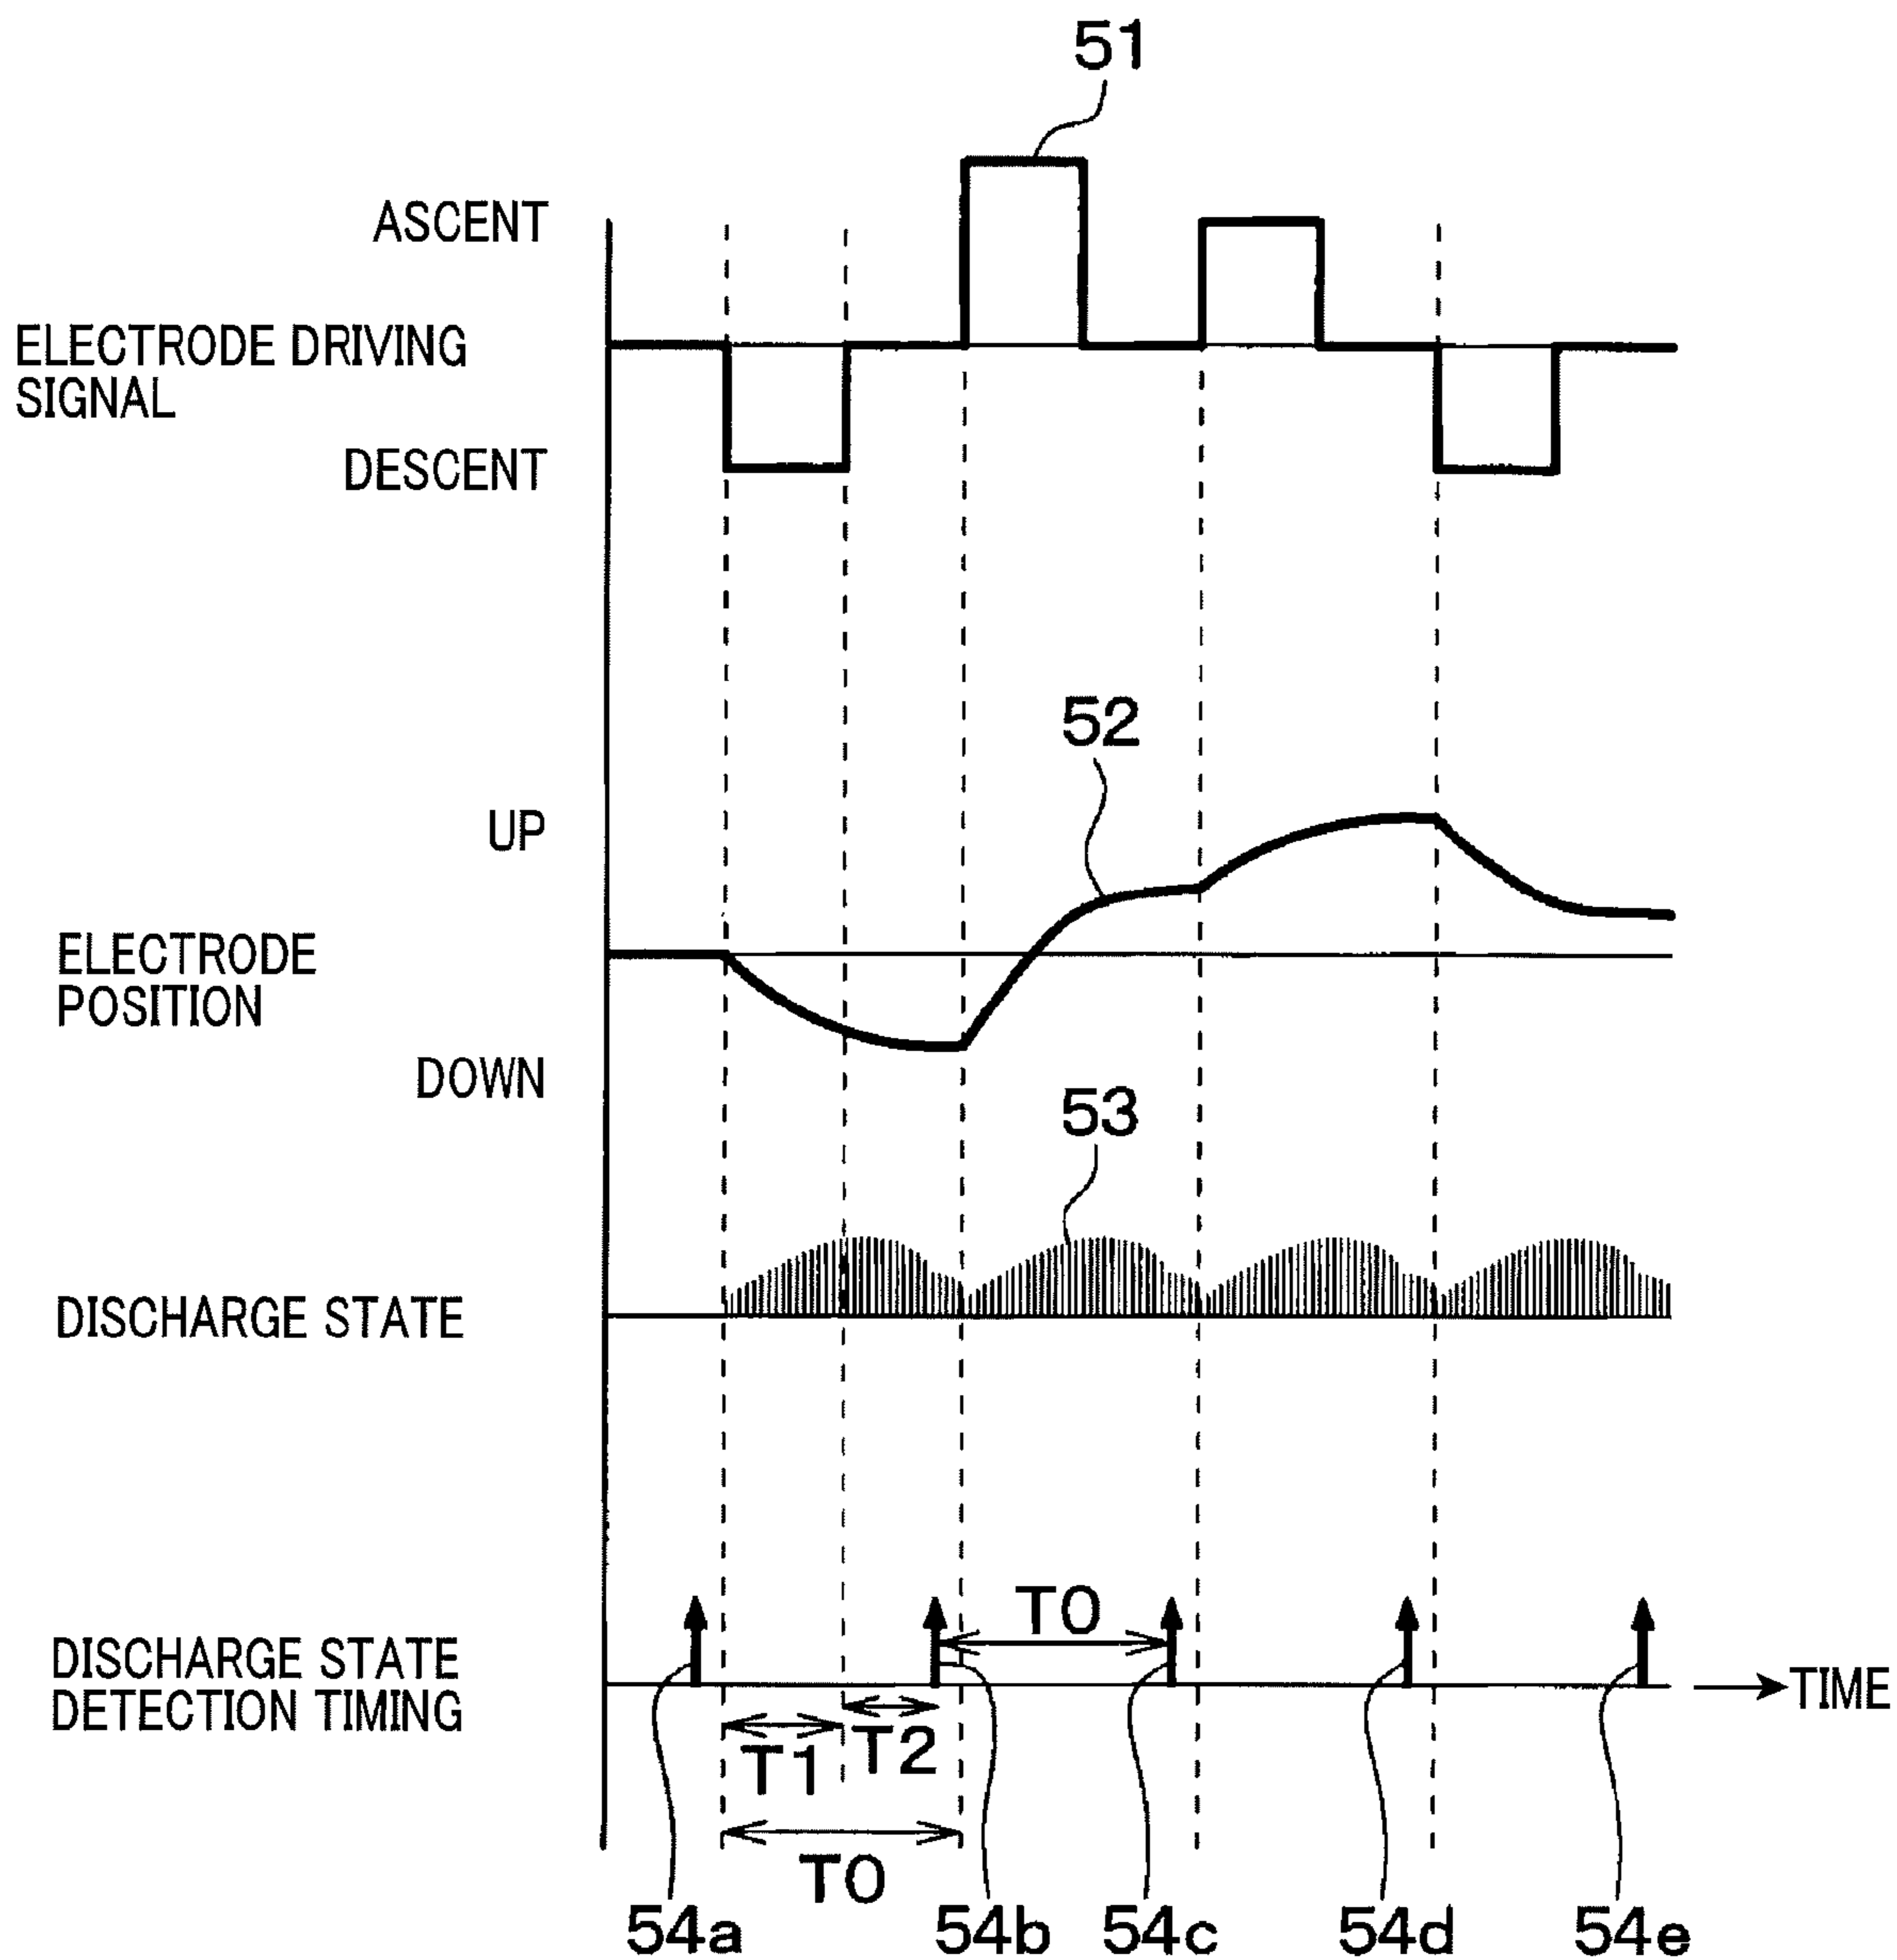 51
ASCENT
ELECTRODE DRIVING
SIGNAL
DESCENT
52
UP
ELECTRODE
POSITION
DOWN
53
DISCHARGE STATE
T0
DISCHARGE STATE
DETECTION TIMING
TIME
T1
T2
T0
54a
54b
54c
54d
54e